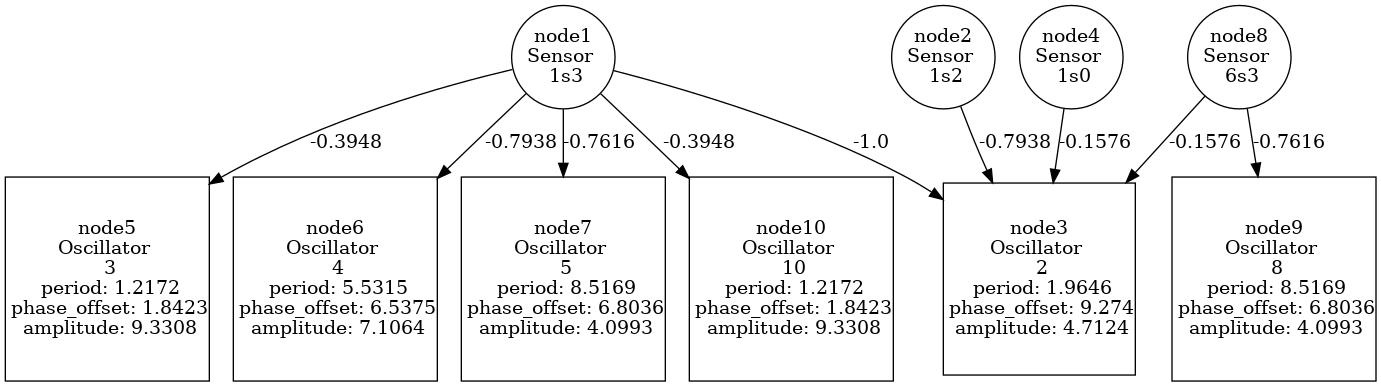 node1
Sensor
1s3
node2
Sensor
1s2
node4
Sensor
1s0
node8
Sensor
6s3
-0.3948
-0.7938
-0.7616
-0.3948
-1.0
-0.7938
-0.1576
-0.1576
-0.7616
node5
Oscillator
3
period: 1.2172
phase_offset: 1.8423
amplitude: 9.3308
node6
Oscillator
4
period: 5.5315
phase_offset: 6.5375
amplitude: 7.1064
node7
Oscillator
5
period: 8.5169
phase_offset: 6.8036
amplitude: 4.0993
node10
Oscillator
10
period: 1.2172
phase_offset: 1.8423
amplitude: 9.3308
node3
Oscillator
2
period: 1.9646
phase_offset: 9.274
amplitude: 4.7124
node9
Oscillator
8
period: 8.5169
phase_offset: 6.8036
amplitude: 4.0993